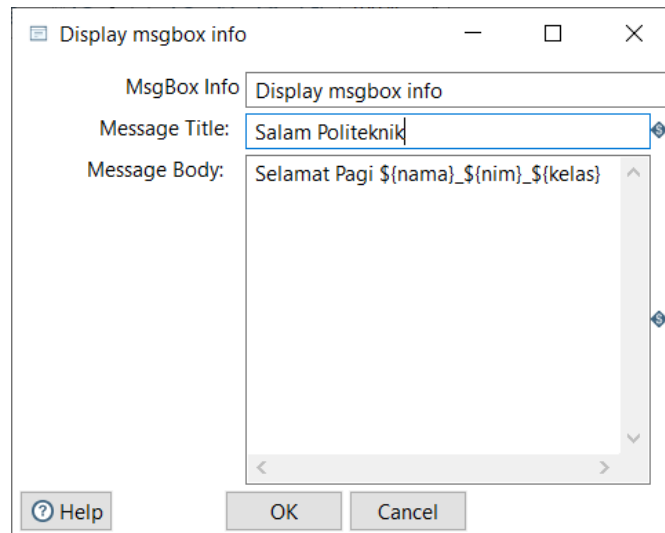 Display msgbox info
MsgBox Info Display msgbox info
Message Title: Salam Politeknik
Message Body: Selamat Pagi ${nama}_${nim}_${kelas}
Help OK Cancel